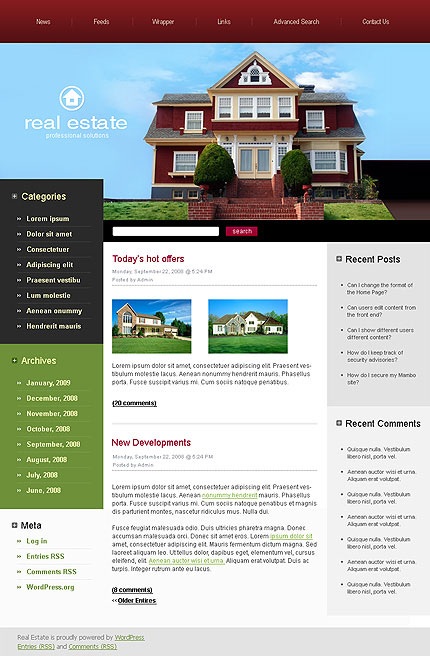 News
Feeds
Wrapper
Links
Advanced Search
Contact Us
real estate
professional solutions
Categories
Lorem ipsum
Dolor sit amet
Consectetuer
Adipiscing elit
Praesent vestibu
Lum molestie
Aenean onummy
Hendrerit mauris
Archives
January, 2009
December, 2008
November, 2008
October, 2008
September, 2008
August, 2008
July, 2008
June, 2008
Meta
Log in
Entries RSS
Comments RSS
WordPress.org
search
Today's hot offers
Monday, September 22, 2008 @ 5:24 PM
Posted by Admin
Lorem ipsum dolor sit amet, consectetuer adipiscing elit. Praesent ves-
tibulum molestie lacus. Aenean nonummy hendrerit mauris. Phasellus
porta. Fusce suscipit varius mi. Cum sociis natoque penatibus.
(20 comments)
New Developments
Monday, September 22, 2008 @ 5:24 PM
Posted by Admin
Lorem ipsum dolor sit amet, consectetuer adipiscing elit. Praesent ves-
tibulum molestie lacus. Aenean nonummy hendrerit mauris. Phasellus
porta. Fusce suscipit varius mi. Cum sociis natoque penatibus et magnis
dis parturient montes, nascetur ridiculus mus. Nulla dui.
Fusce feugiat malesuada odio. Duis ultricies pharetra magna. Donec
accumsan malesuada orci. Donec sit amet eros. Lorem ipsum dolor sit
amet, consectetuer adipiscing elit. Mauris fermentum dictum magna. Sed
laoreet aliquam leo. Ut tellus dolor, dapibus eget, elementum vel, cursus
eleifend, elit. Aenean auctor wisi et urna. Aliquam erat volutpat. Duis ac
turpis. Integer rutrum ante eu lacus.
(8 comments)
<<Older Entires
Recent Posts
Can I change the format of
the Home Page?
Can users edit content from
the front end?
Can I show different users
different content?
How do I keep track of
security advisories?
How do I secure my Mambo
site?
Recent Comments
Quisque nulla. Vestibulum
libero nisl, porta vel.
Aenean auctor wisi et urna.
Aliquam erat volutpat.
Quisque nulla. Vestibulum
libero nisl, porta vel.
Aenean auctor wisi et urna.
Aliquam erat volutpat.
Quisque nulla. Vestibulum
libero nisl, porta vel.
Aenean auctor wisi et urna.
Aliquam erat volutpat.
Quisque nulla. Vestibulum
libero nisl, porta vel.
Real Estate is proudly powered by WordPress
Entries (RSS) and Comments (RSS)